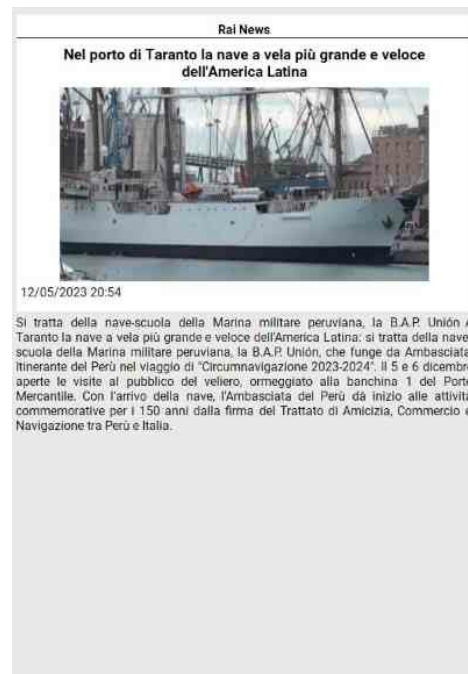 Rai News
Nel porto di Taranto la nave a vela più grande e veloce
dell'America Latina
12/05/2023 20:54
Si tratta della nave-scuola della Marina militare peruviana, la B.A.P. Unión
Taranto la nave a vela più grande e veloce dell'America Latina: si tratta della nave
scuola della Marina militare peruviana, la B.A.P. Unión, che funge da Ambasciata
Itinerante del Perù nel viaggio di "Circumnavigazione 2023-2024". Il 5 e 6 dicembre
aperte le visite al pubblico del veliero, ormeggiato alla banchina 1 del Porto
Mercantile. Con l'arrivo della nave, l'Ambasciata del Perù dà inizio alle attività
commemorative per i 150 anni dalla firma del Trattato di Amicizia, Commercio e
Navigazione tra Perù e Italia.